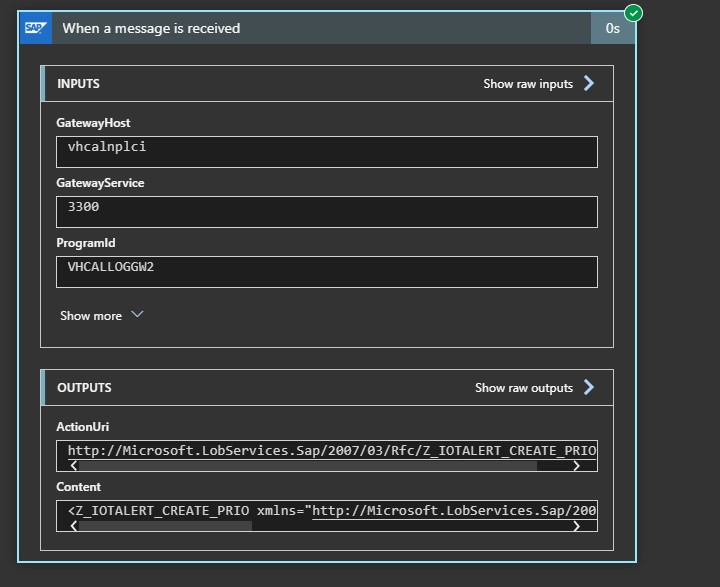 SAP When a message is received 0s
INPUTS Show raw inputs
GatewayHost
vhcalnplci
GatewayService
3300
ProgramId
VHCALLOGGW2
Show more
OUTPUTS Show raw outputs
ActionUri
http://Microsoft.LobServices.Sap/2007/03/Rfc/Z_IOTALERT_CREATE_PRIO
Content
<Z_IOTALERT_CREATE_PRIO xmlns="http://Microsoft.LobServices.Sap/200